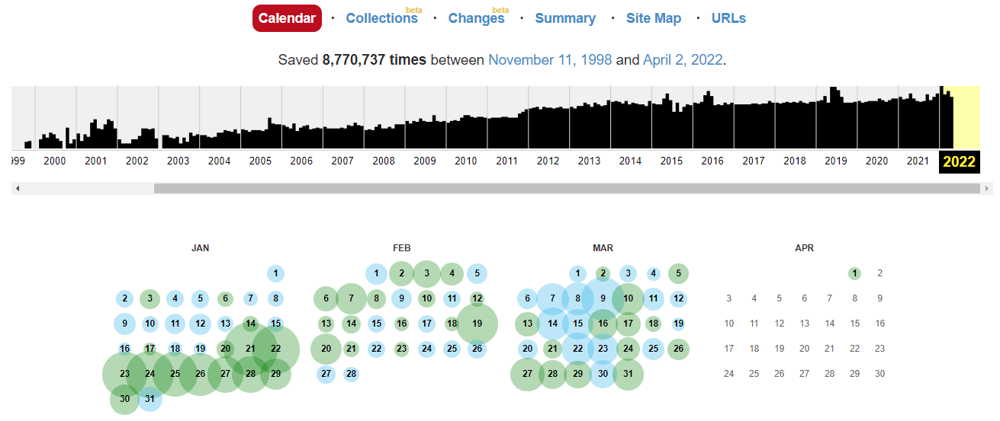 beta beta
Calendar · Collections · Changes · Summary · Site Map · URLs
Saved 8,770,737 times between November 11, 1998 and April 2, 2022.
999 2000 2001 2002 2003 2004 2005 2006 2007 2008 2009 2010 2011 2012 2013 2014 2015 2016 2017 2018 2019 2020 2021 2022
JAN
1
2 3 4 5 6 7 8
9 10 11 12 13 14 15
16 17 18 19 20 21 22
23 24 25 26 27 28 29
30 31
FEB
1 2 3 4 5
6 7 8 9 10 11 12
13 14 15 16 17 18 19
20 21 22 23 24 25 26
27 28
MAR
1 2 3 4 5
6 7 8 9 10 11 12
13 14 15 16 17 18 19
20 21 22 23 24 25 26
27 28 29 30 31
APR
1 2
3 4 5 6 7 8 9
10 11 12 13 14 15 16
17 18 19 20 21 22 23
24 25 26 27 28 29 30